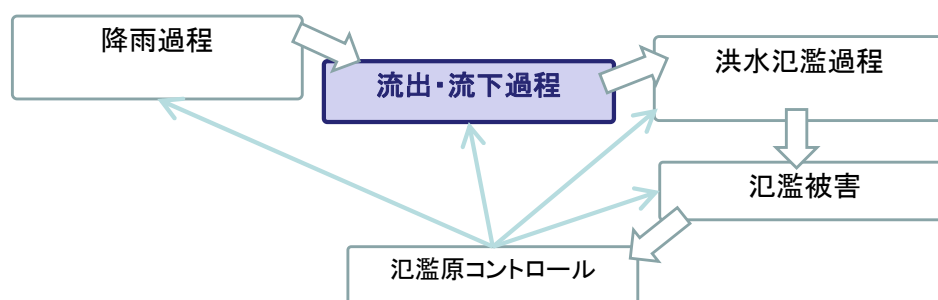 降雨過程
流出・流下過程
洪水氾濫過程
氾濫被害
氾濫原コントロール